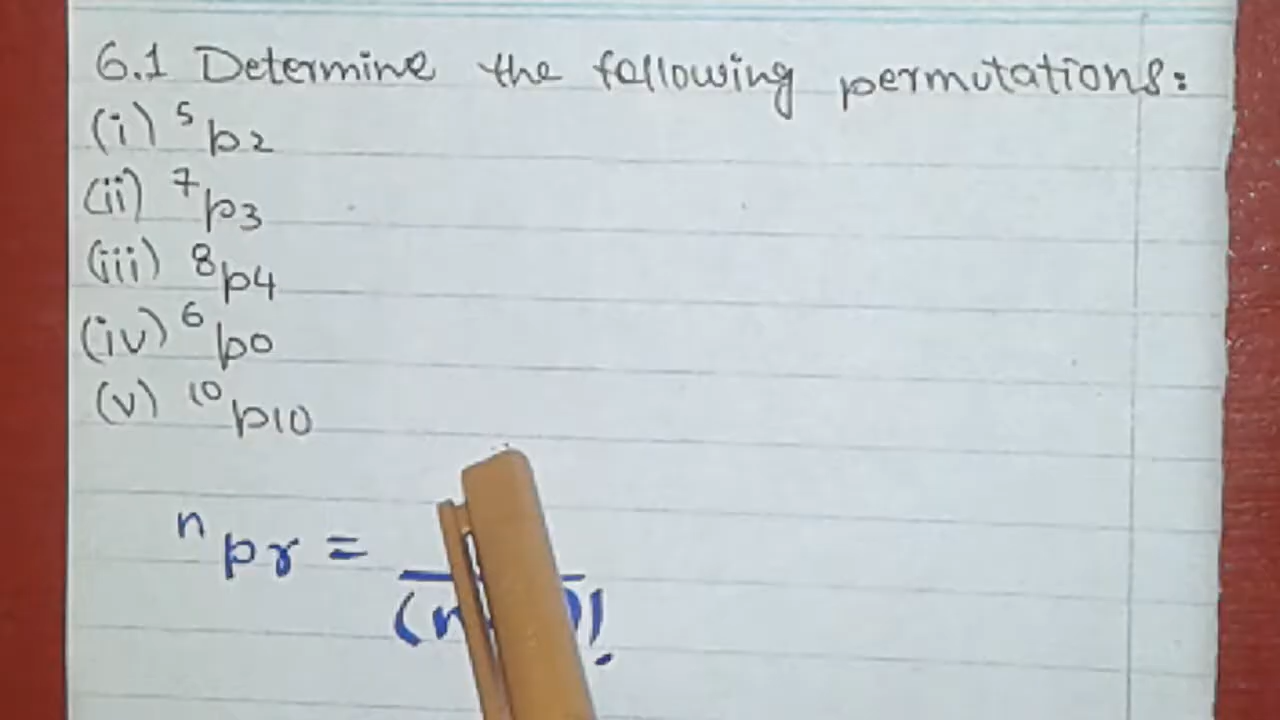 6.1 Determine the following permutations:
(i) ⁵p₂
(ii) ⁷p₃
(iii) ⁸p₄
(iv) ⁶p₀
(v) ¹⁰p₁₀
ⁿpᵣ =
(n )!